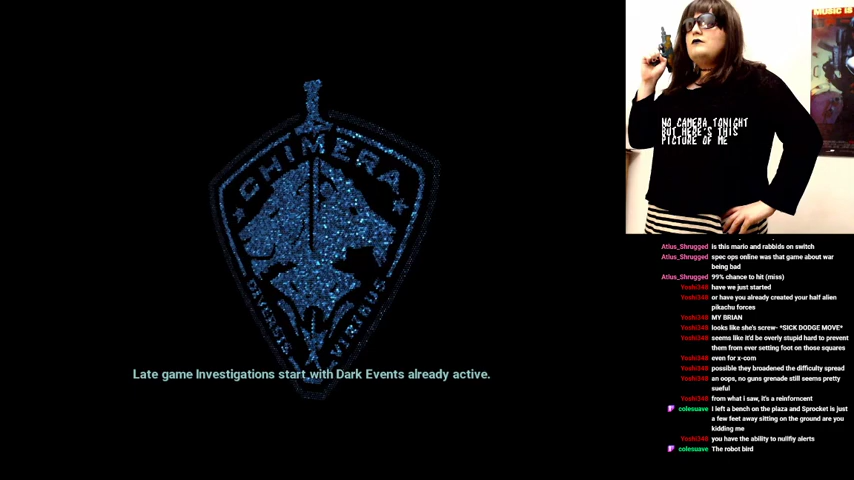 MUSIC IS
NO CAMERA TONIGHT
BUT HERE'S THIS
PICTURE OF ME
CHIMERA
DIVERSIS VIRIBUS
Late game Investigations start with Dark Events already active.
Atlus_Shrugged is this mario and rabbids on switch
Atlus_Shrugged spec ops online was that game about war
being bad
Atlus_Shrugged 99% chance to hit (miss)
Yoshi348 have we just started
Yoshi348 or have you already created your half alien
pikachu forces
Yoshi348 MY BRIAN
Yoshi348 looks like she's screw- *SICK DODGE MOVE*
Yoshi348 seems like it'd be overly stupid hard to prevent
them from ever setting foot on those squares
Yoshi348 even for x-com
Yoshi348 possible they broadened the difficulty spread
Yoshi348 an oops, no guns grenade still seems pretty
sueful
Yoshi348 from what i saw, it's a reinforncent
colesuave I left a bench on the plaza and Sprocket is just
a few feet away sitting on the ground are you
kidding me
Yoshi348 you have the ability to nullfiy alerts
colesuave The robot bird